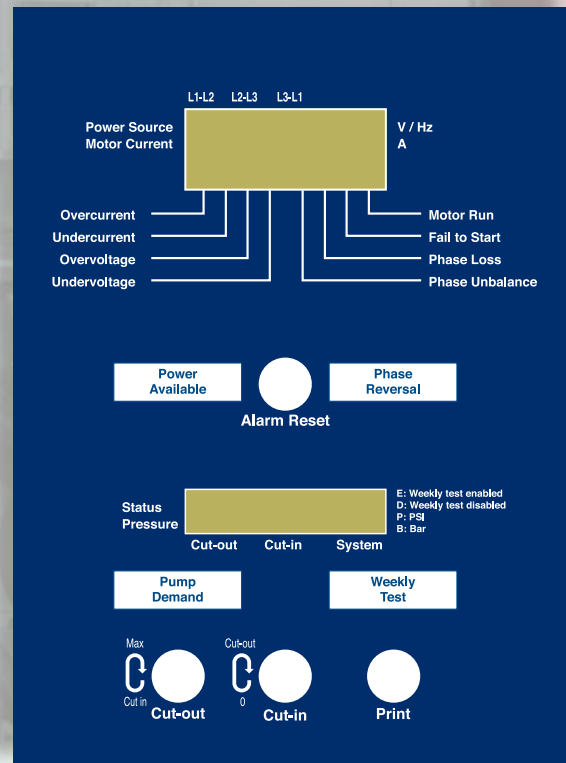 L1-L2 L2-L3 L3-L1
Power Source V / Hz
Motor Current A
Overcurrent Motor Run
Undercurrent Fail to Start
Overvoltage Phase Loss
Undervoltage Phase Unbalance
Power
Available
Phase
Reversal
Alarm Reset
Status
Pressure
E: Weekly test enabled
D: Weekly test disabled
P: PSI
B: Bar
Cut-out Cut-in System
Pump
Demand
Weekly
Test
Max
Cut in
Cut-out
Cut-out
0
Cut-in
Print